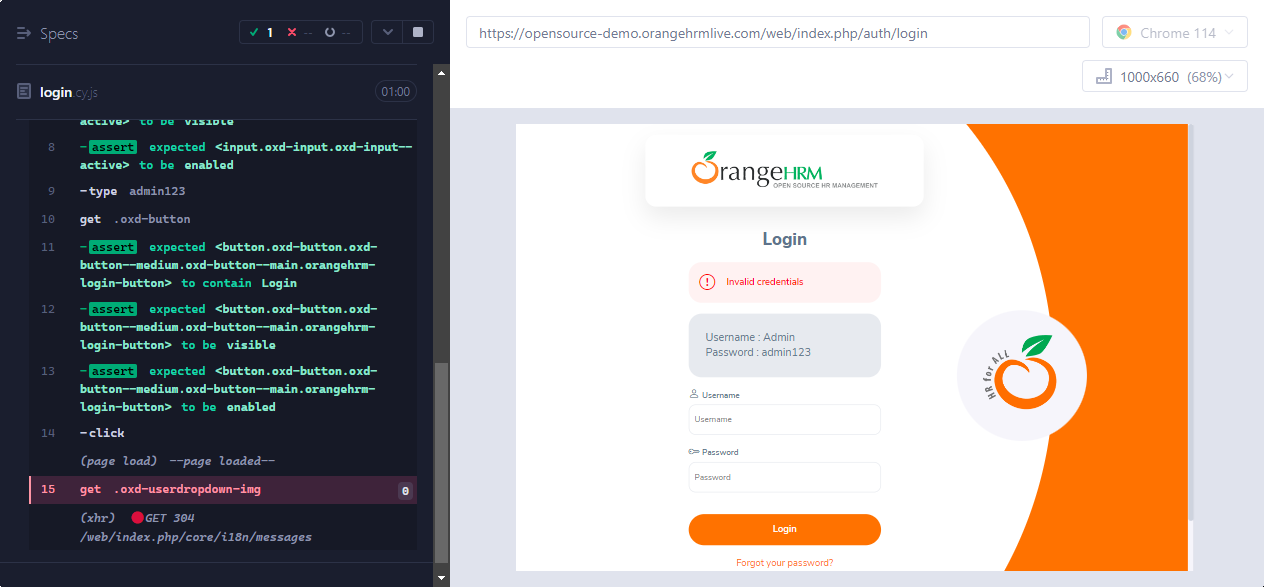 Specs
1 -- --
login.cy.js 01:00
active> to be visible
8 -assert expected <input.oxd-input.oxd-input--
active> to be enabled
9 -type admin123
10 get .oxd-button
11 -assert expected <button.oxd-button.oxd-
button--medium.oxd-button--main.orangehrm-
login-button> to contain Login
12 -assert expected <button.oxd-button.oxd-
button--medium.oxd-button--main.orangehrm-
login-button> to be visible
13 -assert expected <button.oxd-button.oxd-
button--medium.oxd-button--main.orangehrm-
login-button> to be enabled
14 -click
(page load) --page loaded--
15 get .oxd-userdropdown-img 0
(xhr) GET 304
/web/index.php/core/i18n/messages
https://opensource-demo.orangehrmlive.com/web/index.php/auth/login
Chrome 114
1000x660 (68%)
OrangeHRM
OPEN SOURCE HR MANAGEMENT
Login
Invalid credentials
Username : Admin
Password : admin123
Username
Username
Password
Password
Login
Forgot your password?
HR for ALL